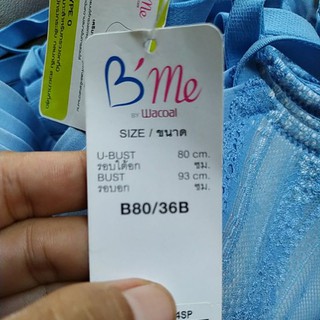 B'me
BY Wacoal
SIZE / ขนาด
U-BUST 80 cm.
รอบใต้อก ซม.
BUST 93 cm.
รอบอก ซม.
B80/36B
4SP